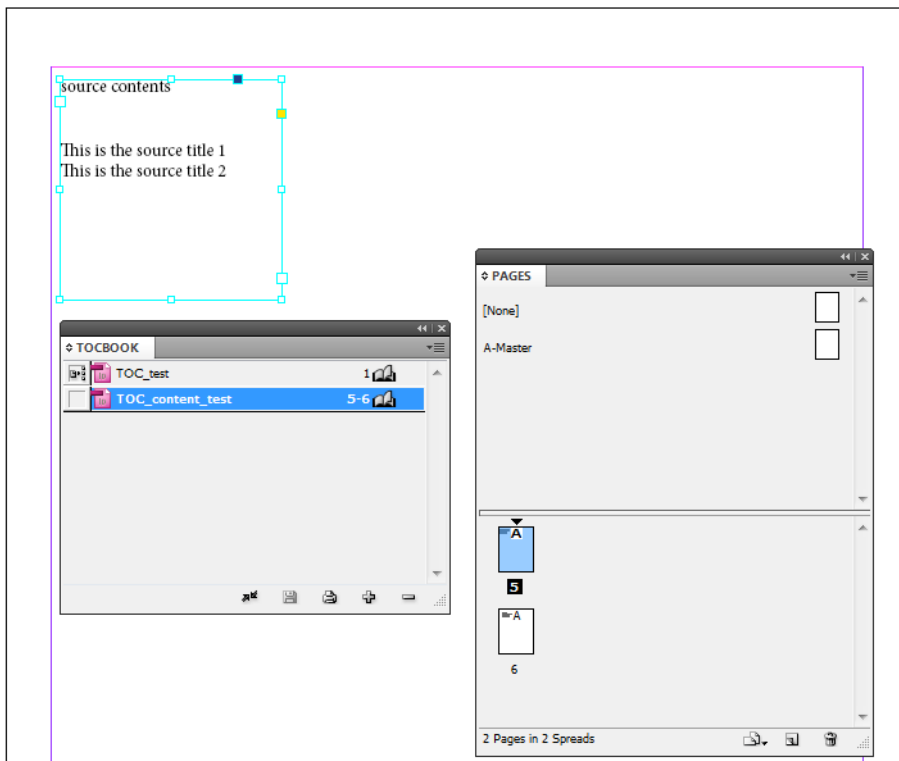 source contents
This is the source title 1
This is the source title 2
PAGES
[None]
A-Master
TOCBOOK
TOC_test 1
TOC_content_test 5-6
A
5
A
6
2 Pages in 2 Spreads